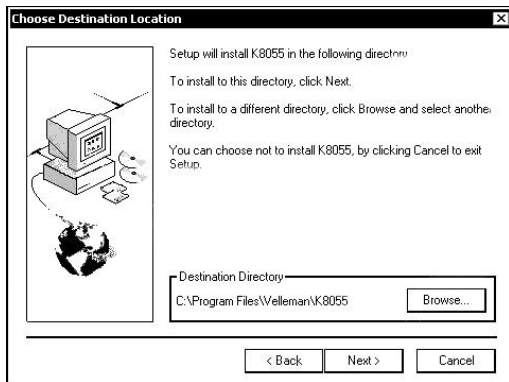 Choose Destination Location
Setup will install K8055 in the following directory
To install to this directory, click Next.
To install to a different directory, click Browse and select another
directory.
You can choose not to install K8055, by clicking Cancel to exit
Setup.
Destination Directory
C:\Program Files\Velleman\K8055
Browse...
< Back
Next >
Cancel